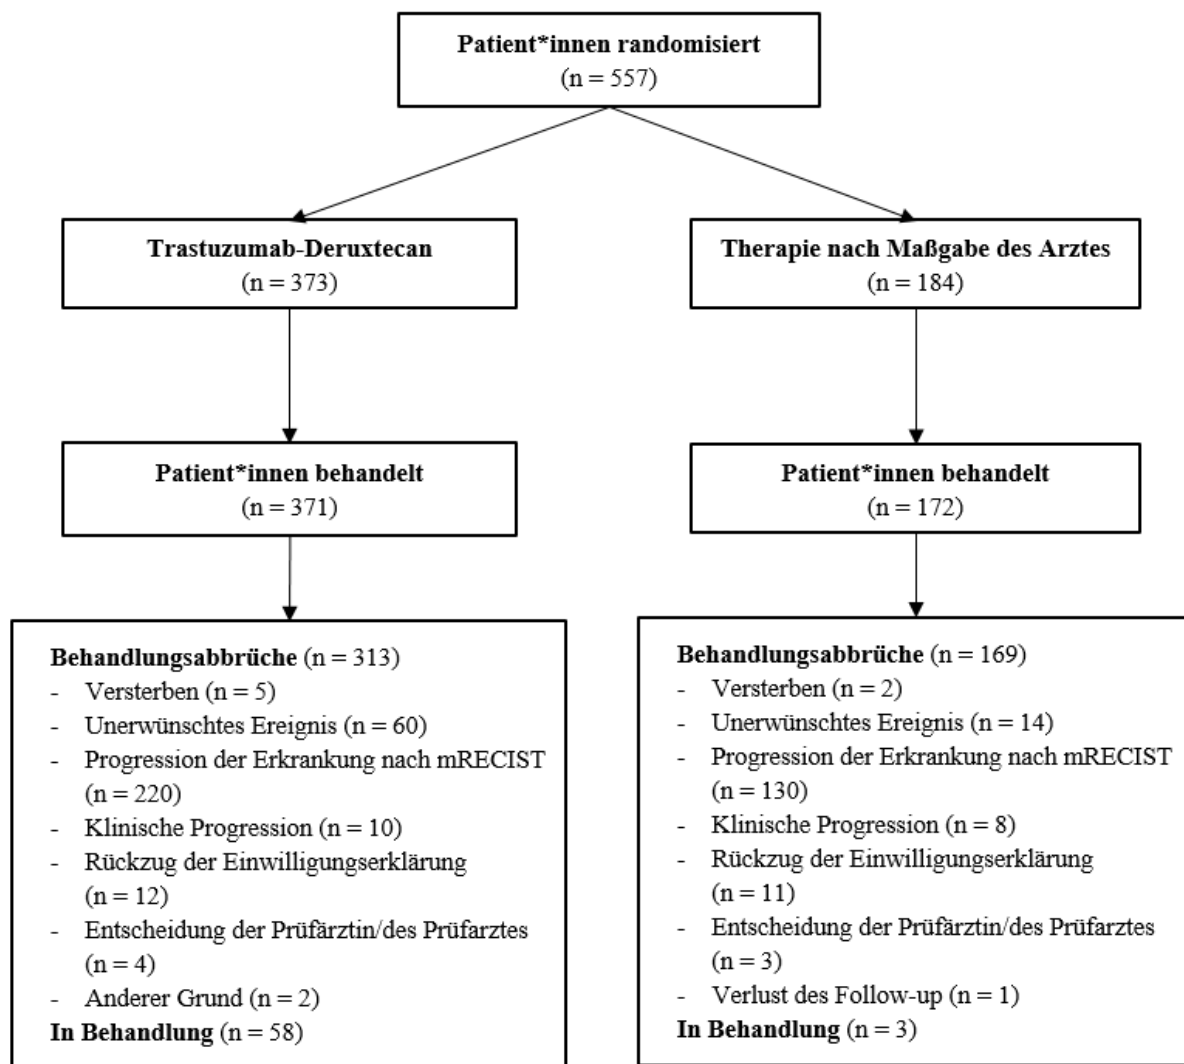 Patient*innen randomisiert
(n = 557)
Trastuzumab-Deruxtecan
(n = 373)
Therapie nach Maßgabe des Arztes
(n = 184)
Patient*innen behandelt
(n = 371)
Patient*innen behandelt
(n = 172)
Behandlungsabbrüche (n = 313)
- Versterben (n = 5)
- Unerwünschtes Ereignis (n = 60)
- Progression der Erkrankung nach mRECIST
(n = 220)
- Klinische Progression (n = 10)
- Rückzug der Einwilligungserklärung
(n = 12)
- Entscheidung der Prüfärztin/des Prüfarztes
(n = 4)
- Anderer Grund (n = 2)
In Behandlung (n = 58)
Behandlungsabbrüche (n = 169)
- Versterben (n = 2)
- Unerwünschtes Ereignis (n = 14)
- Progression der Erkrankung nach mRECIST
(n = 130)
- Klinische Progression (n = 8)
- Rückzug der Einwilligungserklärung
(n = 11)
- Entscheidung der Prüfärztin/des Prüfarztes
(n = 3)
- Verlust des Follow-up (n = 1)
In Behandlung (n = 3)